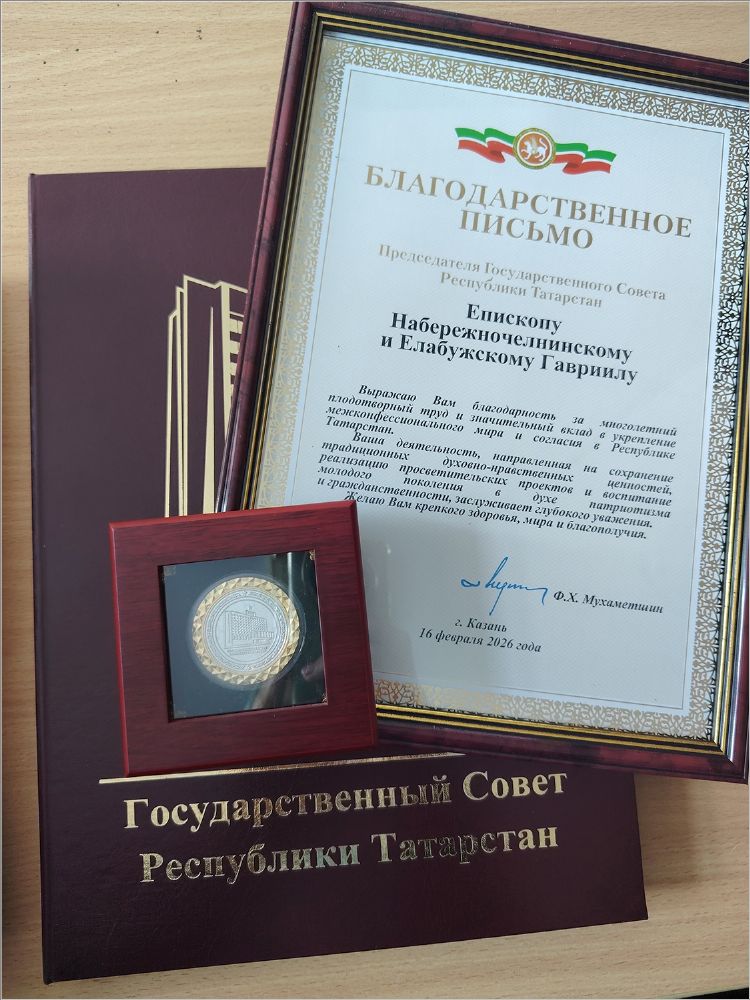 БЛАГОДАРСТВЕННОЕ
ПИСЬМО
Председателя Государственного Совета
Республики Татарстан
Епископу
Набережночелнинскому
и Елабужскому Гавриилу
Выражаю Вам благодарность за многолетний
плодотворный труд и значительный вклад в укрепление
межконфессионального мира и согласия в Республике
Татарстан.
Ваша деятельность, направленная на сохранение
традиционных духовно-нравственных ценностей,
реализацию просветительских проектов и воспитание
молодого поколения в духе патриотизма
и гражданственности, заслуживает глубокого уважения.
Желаю Вам крепкого здоровья, мира и благополучия.
Ф.Х. Мухаметшин
г. Казань
16 февраля 2026 года
Государственный Совет
Республики Татарстан